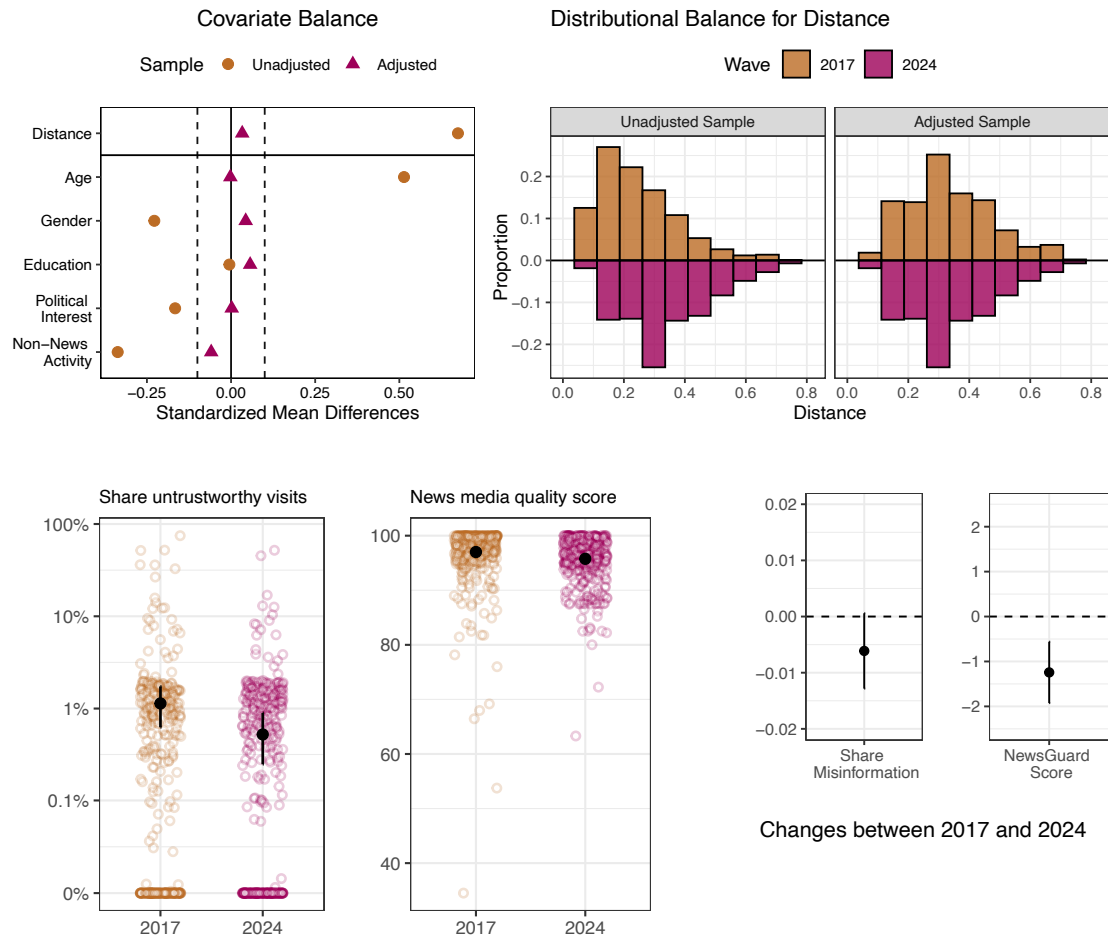 Covariate Balance
Sample Unadjusted Adjusted
Distance
Age
Gender
Education
Political
Interest
Non−News
Activity
−0.25 0.00 0.25 0.50
Standardized Mean Differences
Distributional Balance for Distance
Wave 2017 2024
Unadjusted Sample Adjusted Sample
0.2
0.1
0.0
−0.1
−0.2
Proportion
0.0 0.2 0.4 0.6 0.8 0.0 0.2 0.4 0.6 0.8
Distance
Share untrustworthy visits
100%
10%
1%
0.1%
0%
2017 2024
News media quality score
100
80
60
40
2017 2024
0.02
0.01
0.00
−0.01
−0.02
Share
Misinformation
2
1
0
−1
−2
NewsGuard
Score
Changes between 2017 and 2024